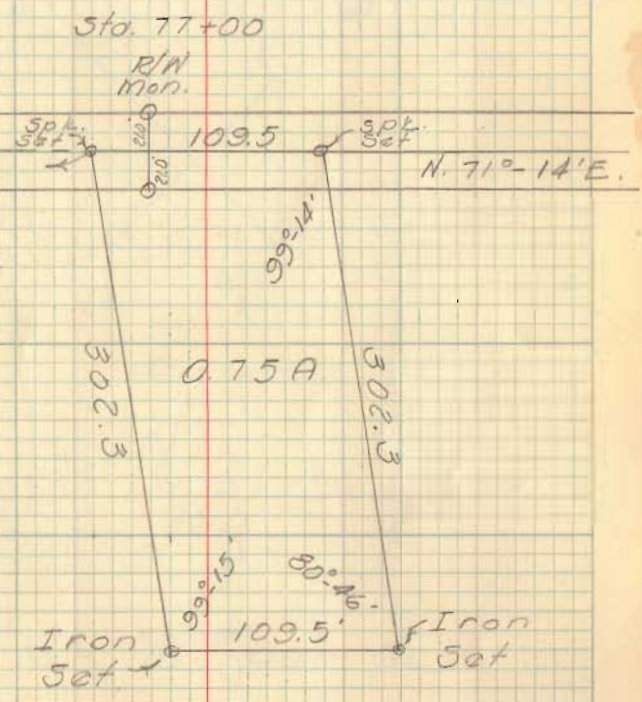 Sta. 77+00
R/W
Mon.
Spk.
Set
21.0'
109.5
Spk.
Set
21.0'
N. 71°-14'E.
99°-14'
302.3
0.75 A
302.3
99°-15'
80°-46'
109.5'
Iron
Set
Iron
Set